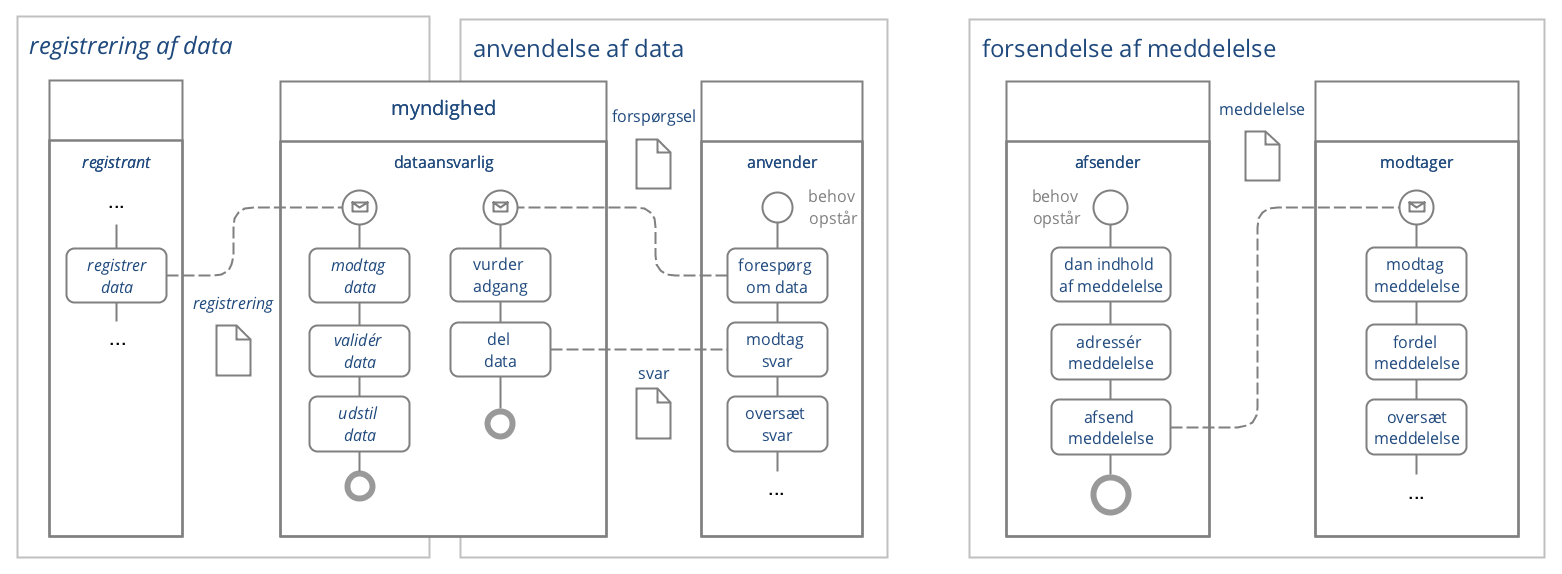 registrering af data
registrant
...
registrer
data
...
registrering
myndighed
dataansvarlig
modtag
data
validér
data
udstil
data
anvendelse af data
vurder
adgang
del
data
forspørgsel
svar
anvender
behov
opstår
forespørg
om data
modtag
svar
oversæt
svar
...
forsendelse af meddelelse
afsender
behov
opstår
dan indhold
af meddelelse
adressér
meddelelse
afsend
meddelelse
meddelelse
modtager
modtag
meddelelse
fordel
meddelelse
oversæt
meddelelse
...